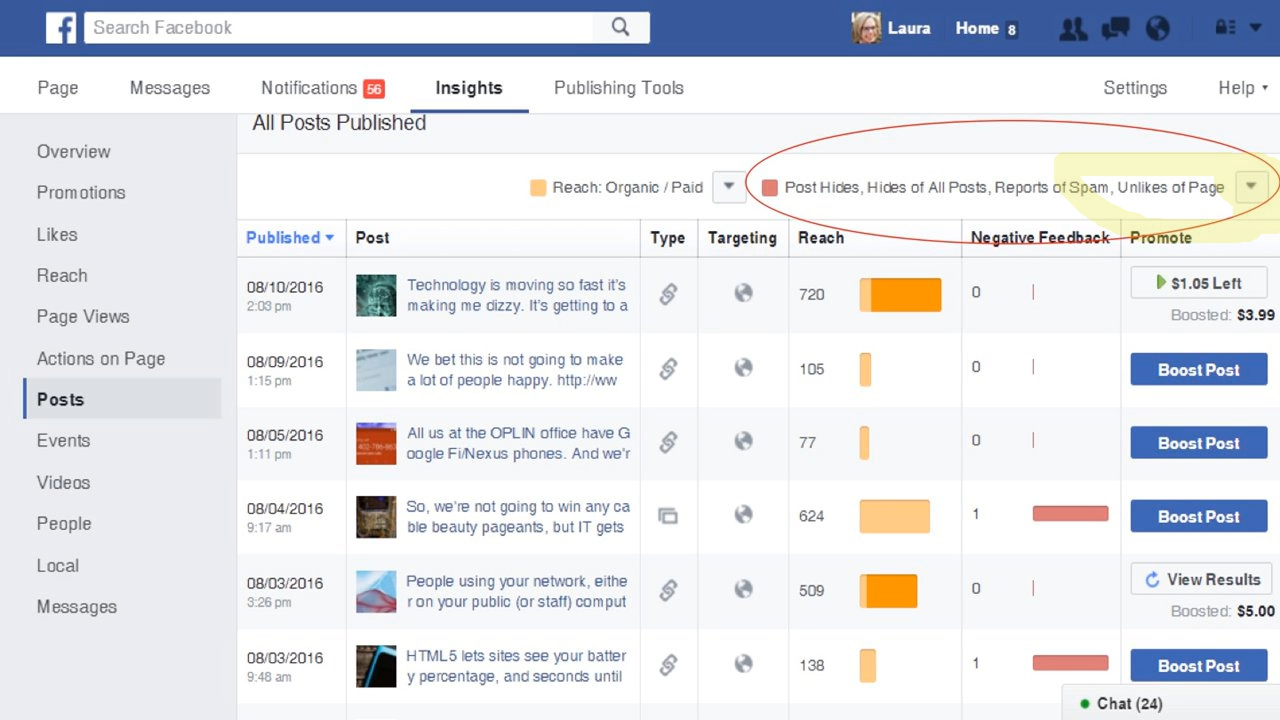 f
Search Facebook
Laura
Home 8
Page
Messages
Notifications 56
Insights
Publishing Tools
Settings
Help
Overview
Promotions
Likes
Reach
Page Views
Actions on Page
Posts
Events
Videos
People
Local
Messages
All Posts Published
Reach: Organic / Paid
Post Hides, Hides of All Posts, Reports of Spam, Unlikes of Page
Published Post Type Targeting Reach Negative Feedback Promote
08/10/2016 Technology is moving so fast it's 720 0 $1.05 Left
2:03 pm making me dizzy. It's getting to a Boosted: $3.99
08/09/2016 We bet this is not going to make 105 0 Boost Post
1:15 pm a lot of people happy. http://ww
08/05/2016 All us at the OPLIN office have G 77 0 Boost Post
1:11 pm oogle Fi/Nexus phones. And we'r
08/04/2016 So, we're not going to win any ca 624 1 Boost Post
9:17 am ble beauty pageants, but IT gets
08/03/2016 People using your network, eithe 509 0 View Results
3:26 pm r on your public (or staff) comput Boosted: $5.00
08/03/2016 HTML5 lets sites see your batter 138 1 Boost Post
9:48 am y percentage, and seconds until
Chat (24)